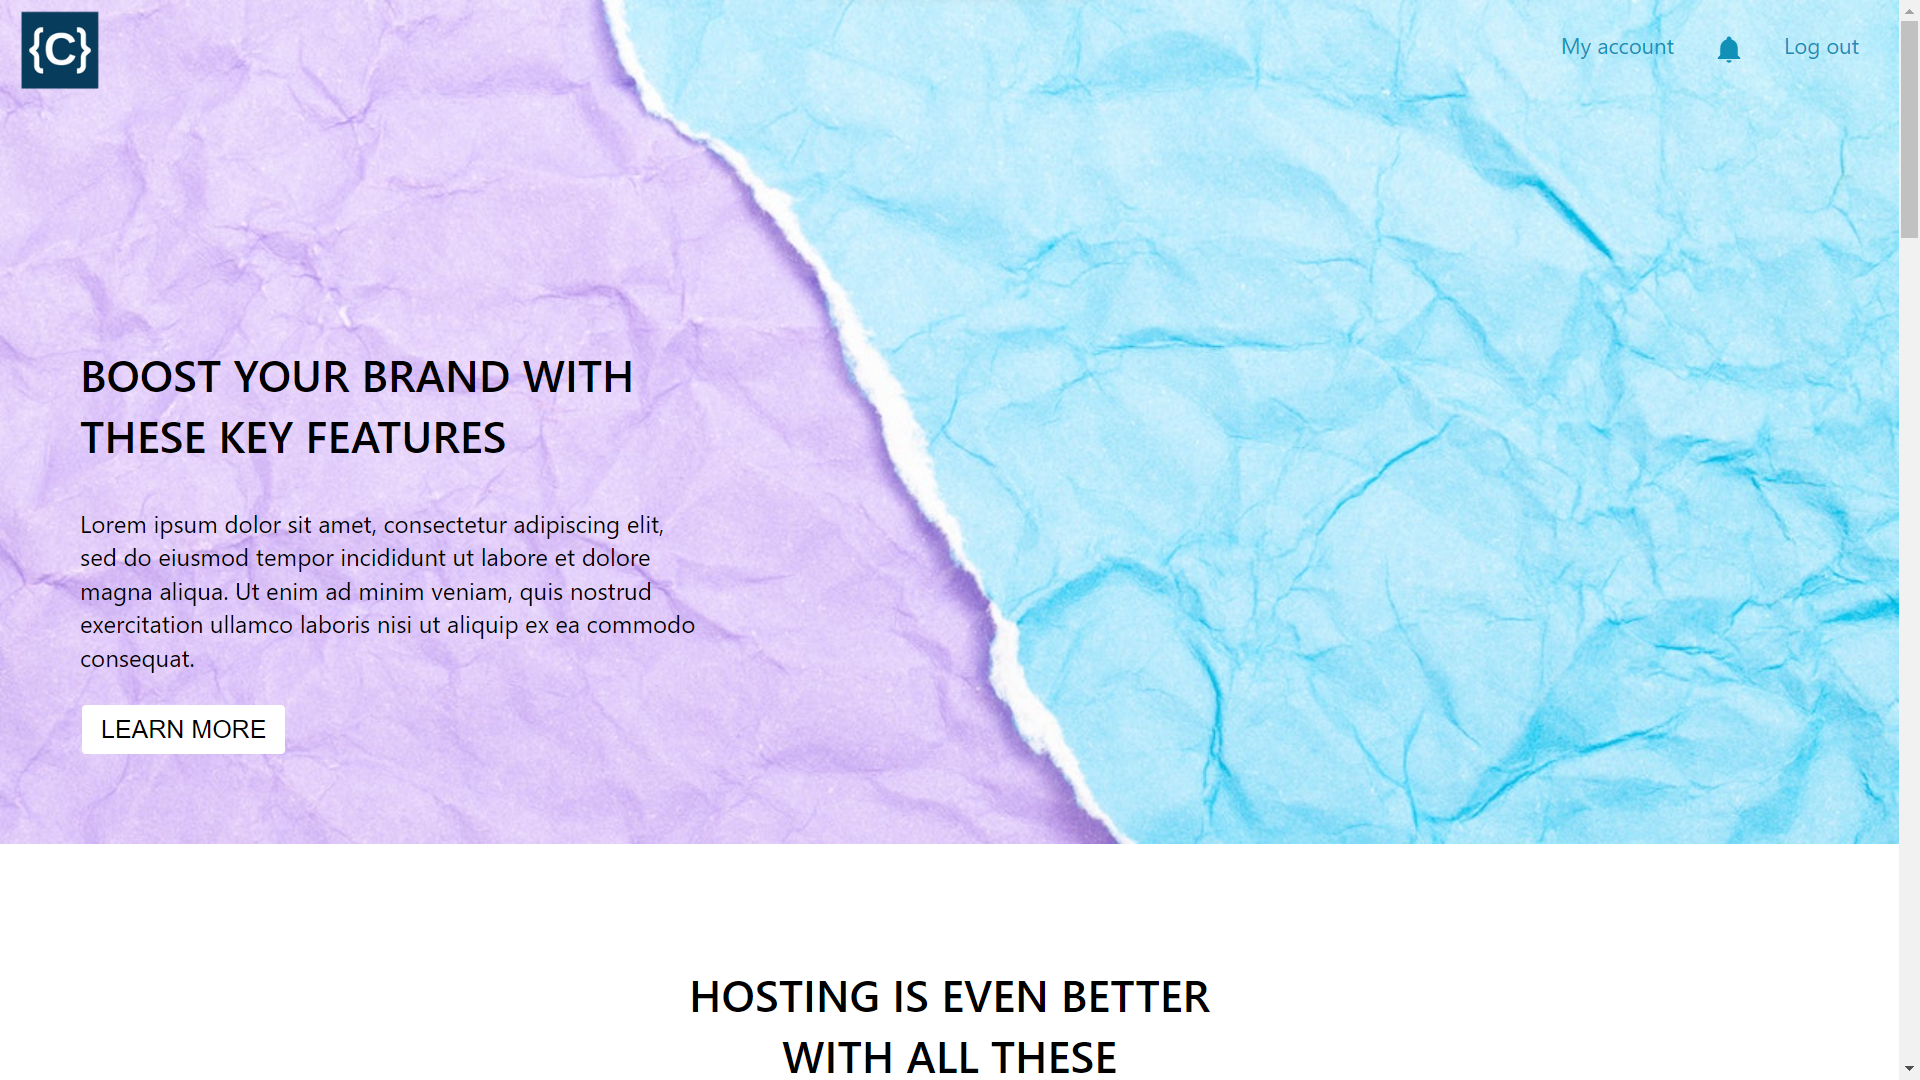 {C}
My account
Log out
BOOST YOUR BRAND WITH
THESE KEY FEATURES
Lorem ipsum dolor sit amet, consectetur adipiscing elit,
sed do eiusmod tempor incididunt ut labore et dolore
magna aliqua. Ut enim ad minim veniam, quis nostrud
exercitation ullamco laboris nisi ut aliquip ex ea commodo
consequat.
LEARN MORE
HOSTING IS EVEN BETTER
WITH ALL THESE